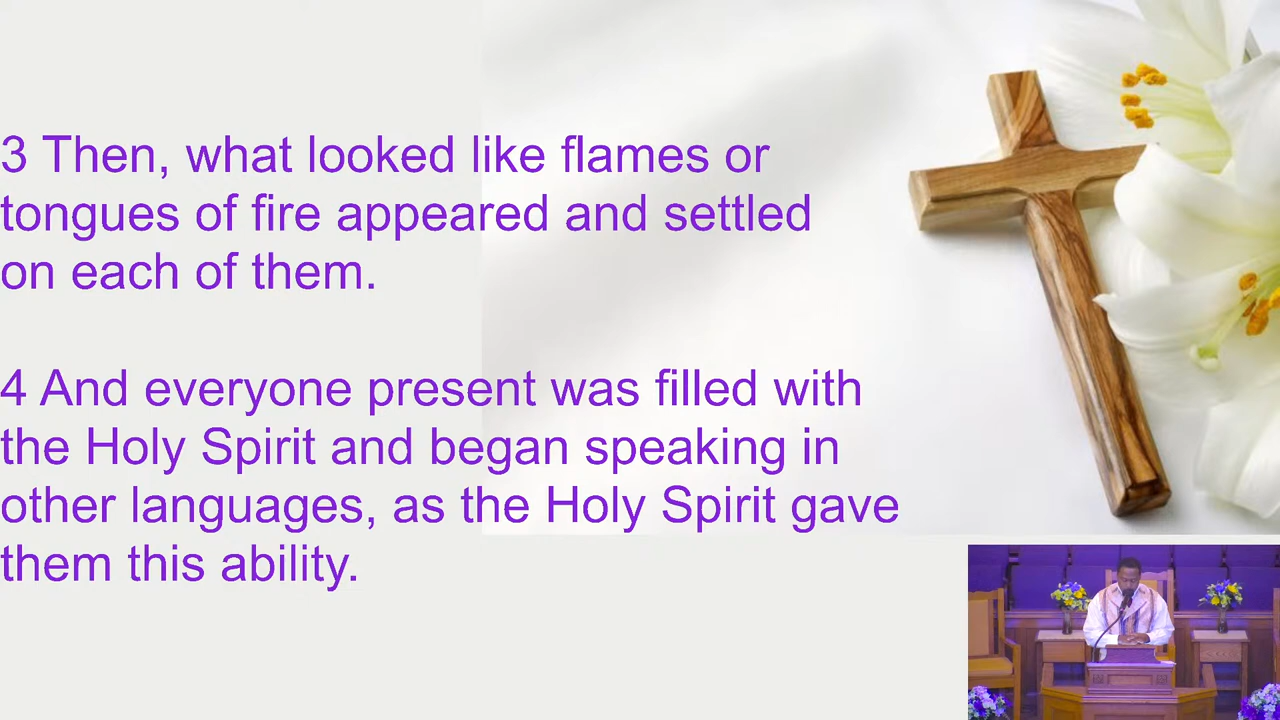 3 Then, what looked like flames or
tongues of fire appeared and settled
on each of them.
4 And everyone present was filled with
the Holy Spirit and began speaking in
other languages, as the Holy Spirit gave
them this ability.